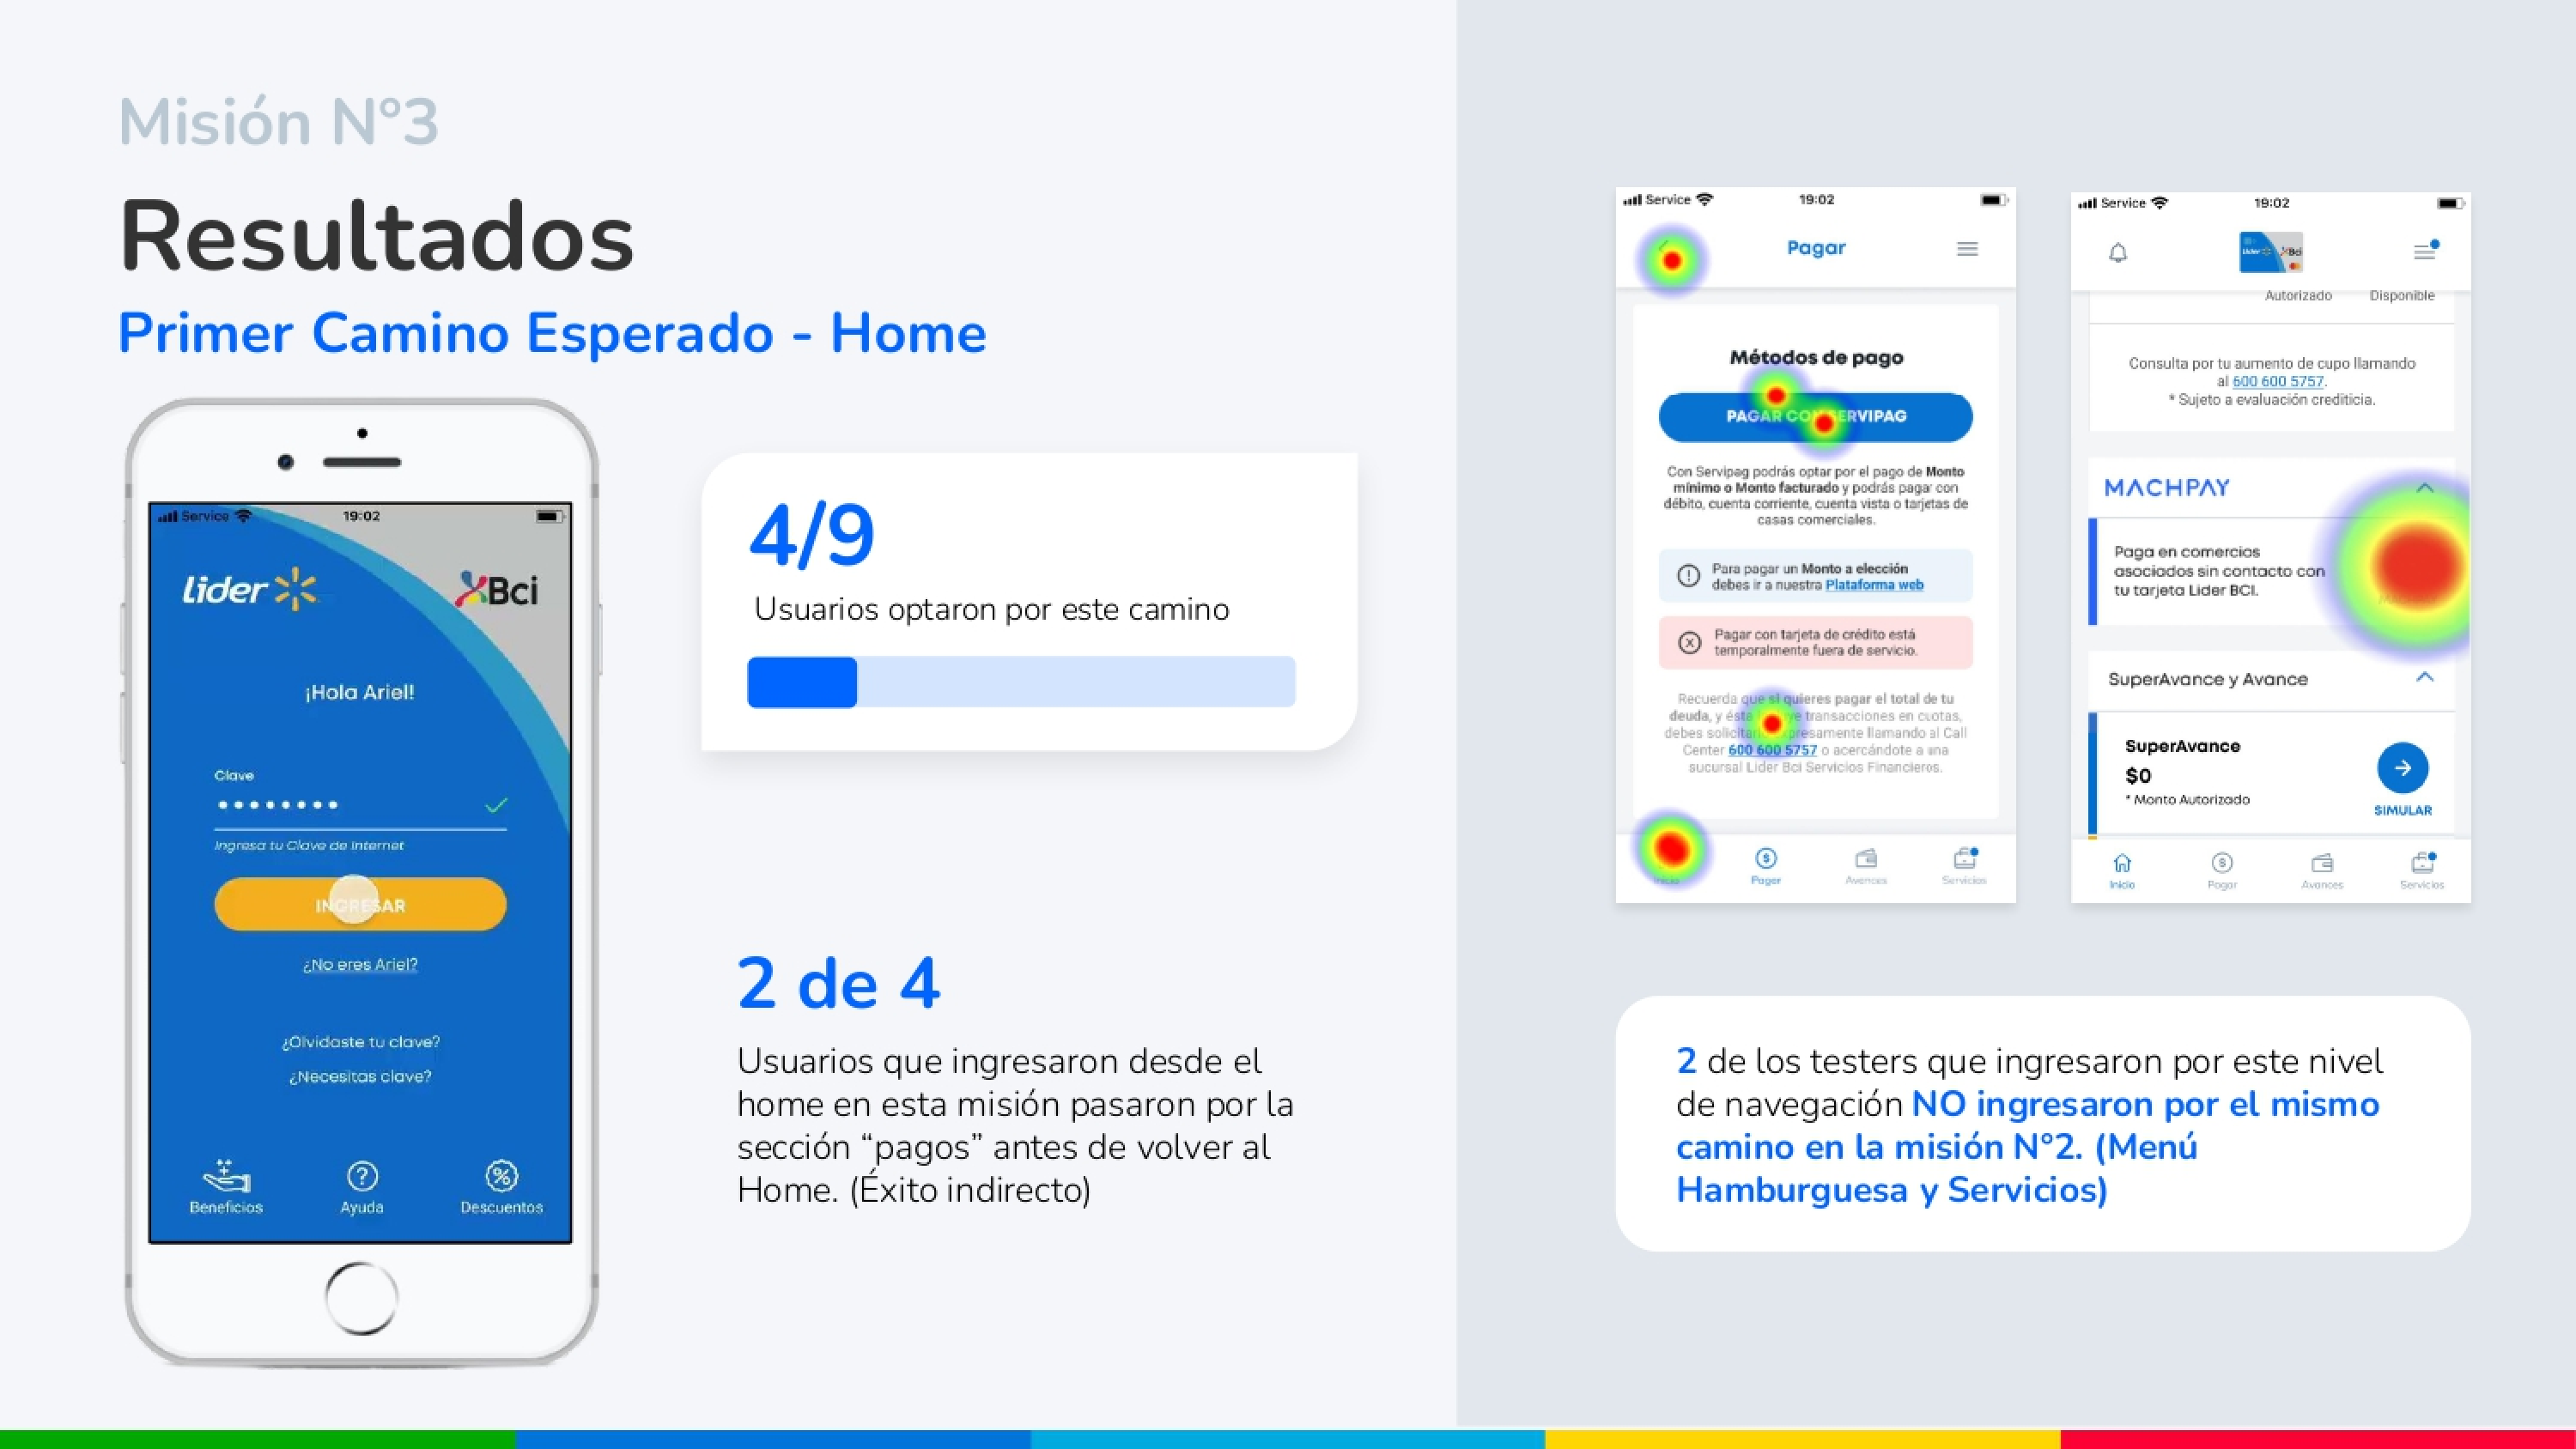 Misión N°3
Resultados
Primer Camino Esperado - Home
Service
19:02
lider
Bci
¡Hola Ariel!
Clave
Ingresa tu Clave de Internet
INGRESAR
¿No eres Ariel?
¿Olvidaste tu clave?
¿Necesitas clave?
Beneficios
Ayuda
Descuentos
4/9
Usuarios optaron por este camino
2 de 4
Usuarios que ingresaron desde el
home en esta misión pasaron por la
sección “pagos” antes de volver al
Home. (Éxito indirecto)
Service
19:02
Pagar
Métodos de pago
PAGAR CON SERVIPAG
Con Servipag podrás optar por el pago de Monto
mínimo o Monto facturado y podrás pagar con
débito, cuenta corriente, cuenta vista o tarjetas de
casas comerciales.
Para pagar un Monto a elección
debes ir a nuestra Plataforma web
Pagar con tarjeta de crédito está
temporalmente fuera de servicio.
Recuerda que si quieres pagar el total de tu
deuda, y ésta incluye transacciones en cuotas,
debes solicitarlo expresamente llamando al Call
Center 600 600 5757 o acercándote a una
sucursal Lider Bci Servicios Financieros.
Inicio
Pagar
Avances
Servicios
Service
19:02
lider
Bci
Autorizado
Disponible
Consulta por tu aumento de cupo llamando
al 600 600 5757.
* Sujeto a evaluación crediticia.
MACHPAY
Paga en comercios
asociados sin contacto con
tu tarjeta Lider BCI.
SuperAvance y Avance
SuperAvance
$0
* Monto Autorizado
SIMULAR
Inicio
Pagar
Avances
Servicios
2 de los testers que ingresaron por este nivel
de navegación NO ingresaron por el mismo
camino en la misión N°2. (Menú
Hamburguesa y Servicios)